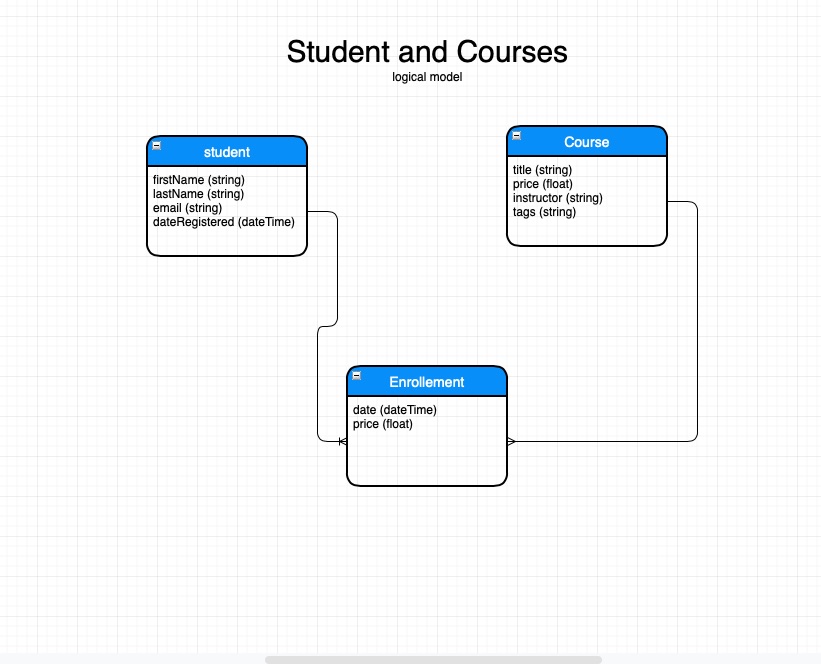 Student and Courses
logical model
student
firstName (string)
lastName (string)
email (string)
dateRegistered (dateTime)
Course
title (string)
price (float)
instructor (string)
tags (string)
Enrollement
date (dateTime)
price (float)